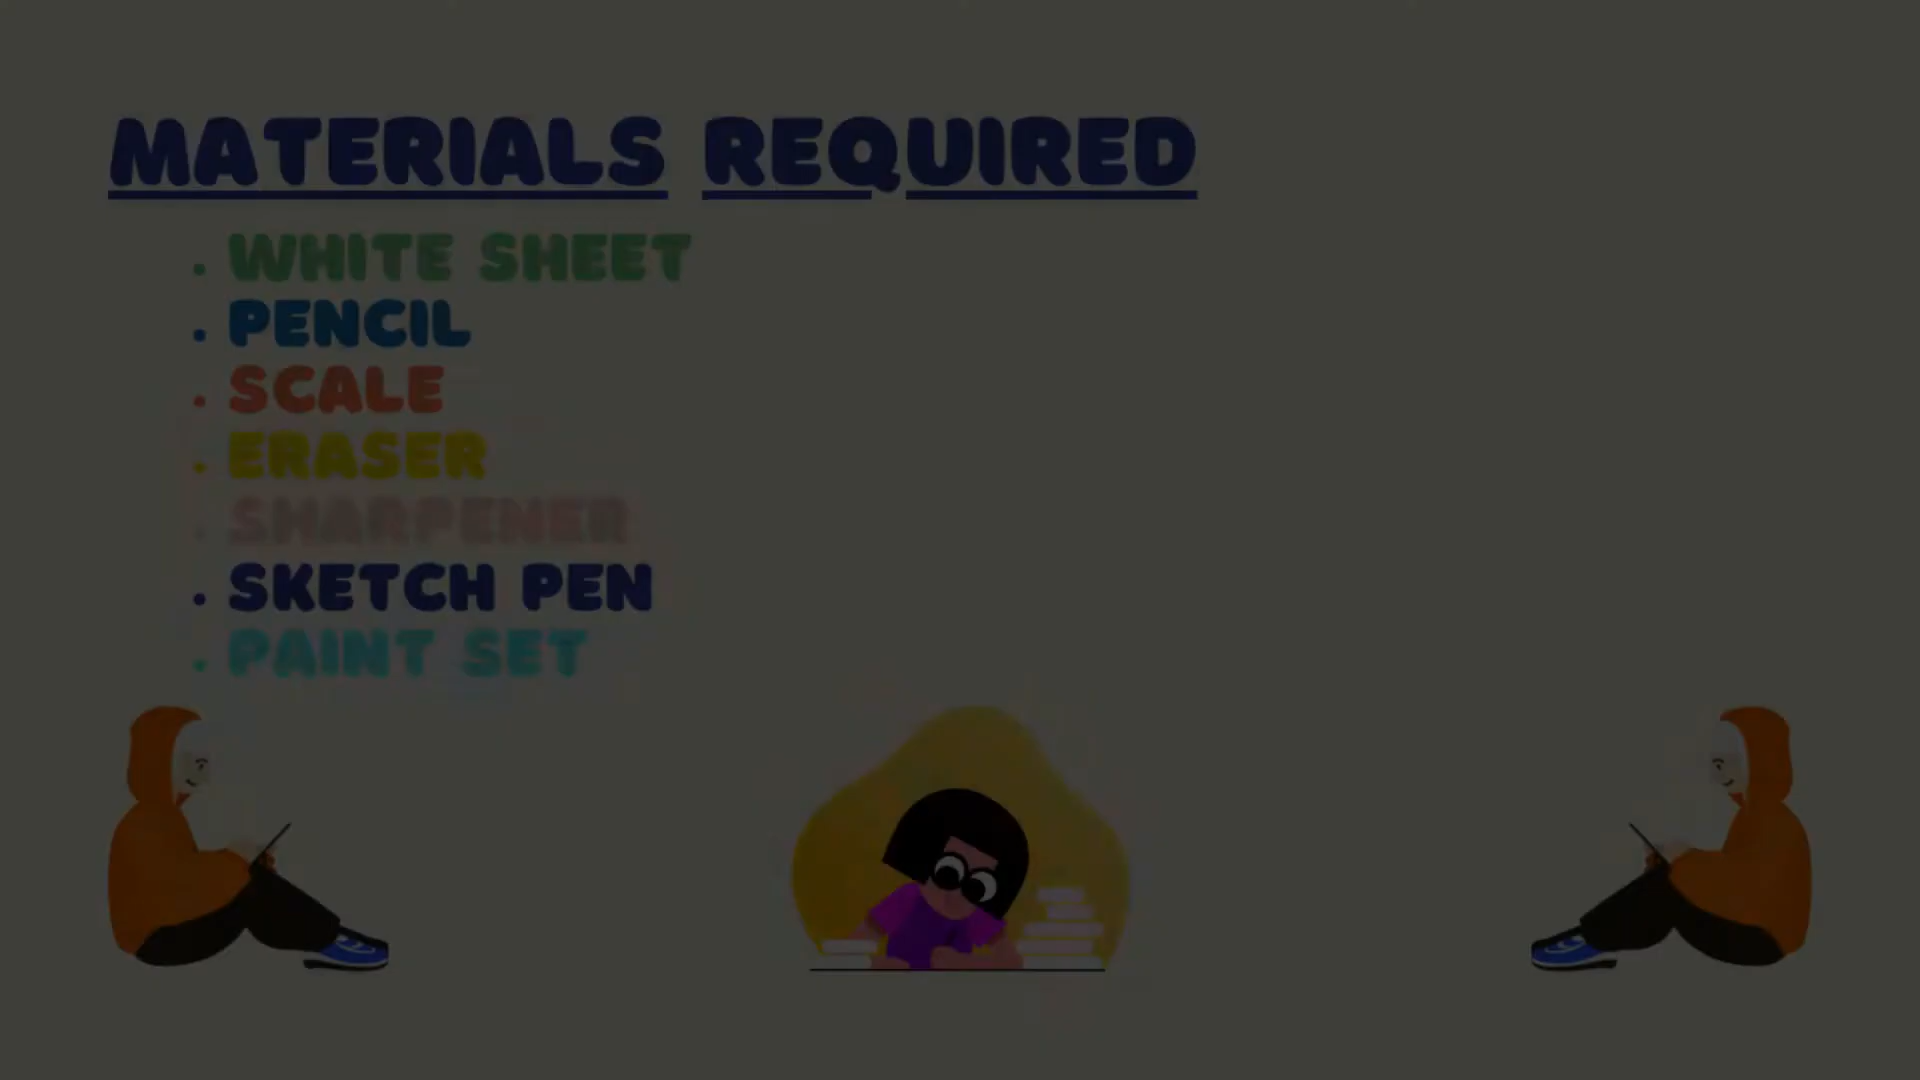 MATERIALS REQUIRED
• WHITE SHEET
• PENCIL
• SCALE
• ERASER
• SHARPENER
• SKETCH PEN
• PAINT SET